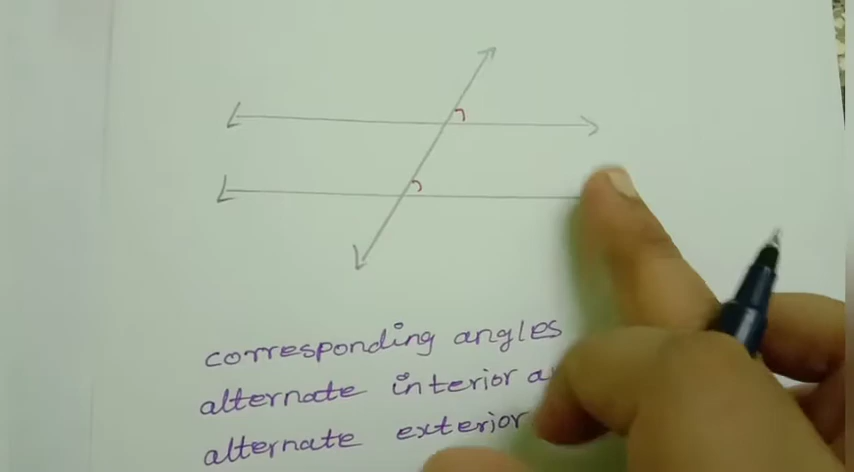 corresponding angles
alternate interior
alternate exterior